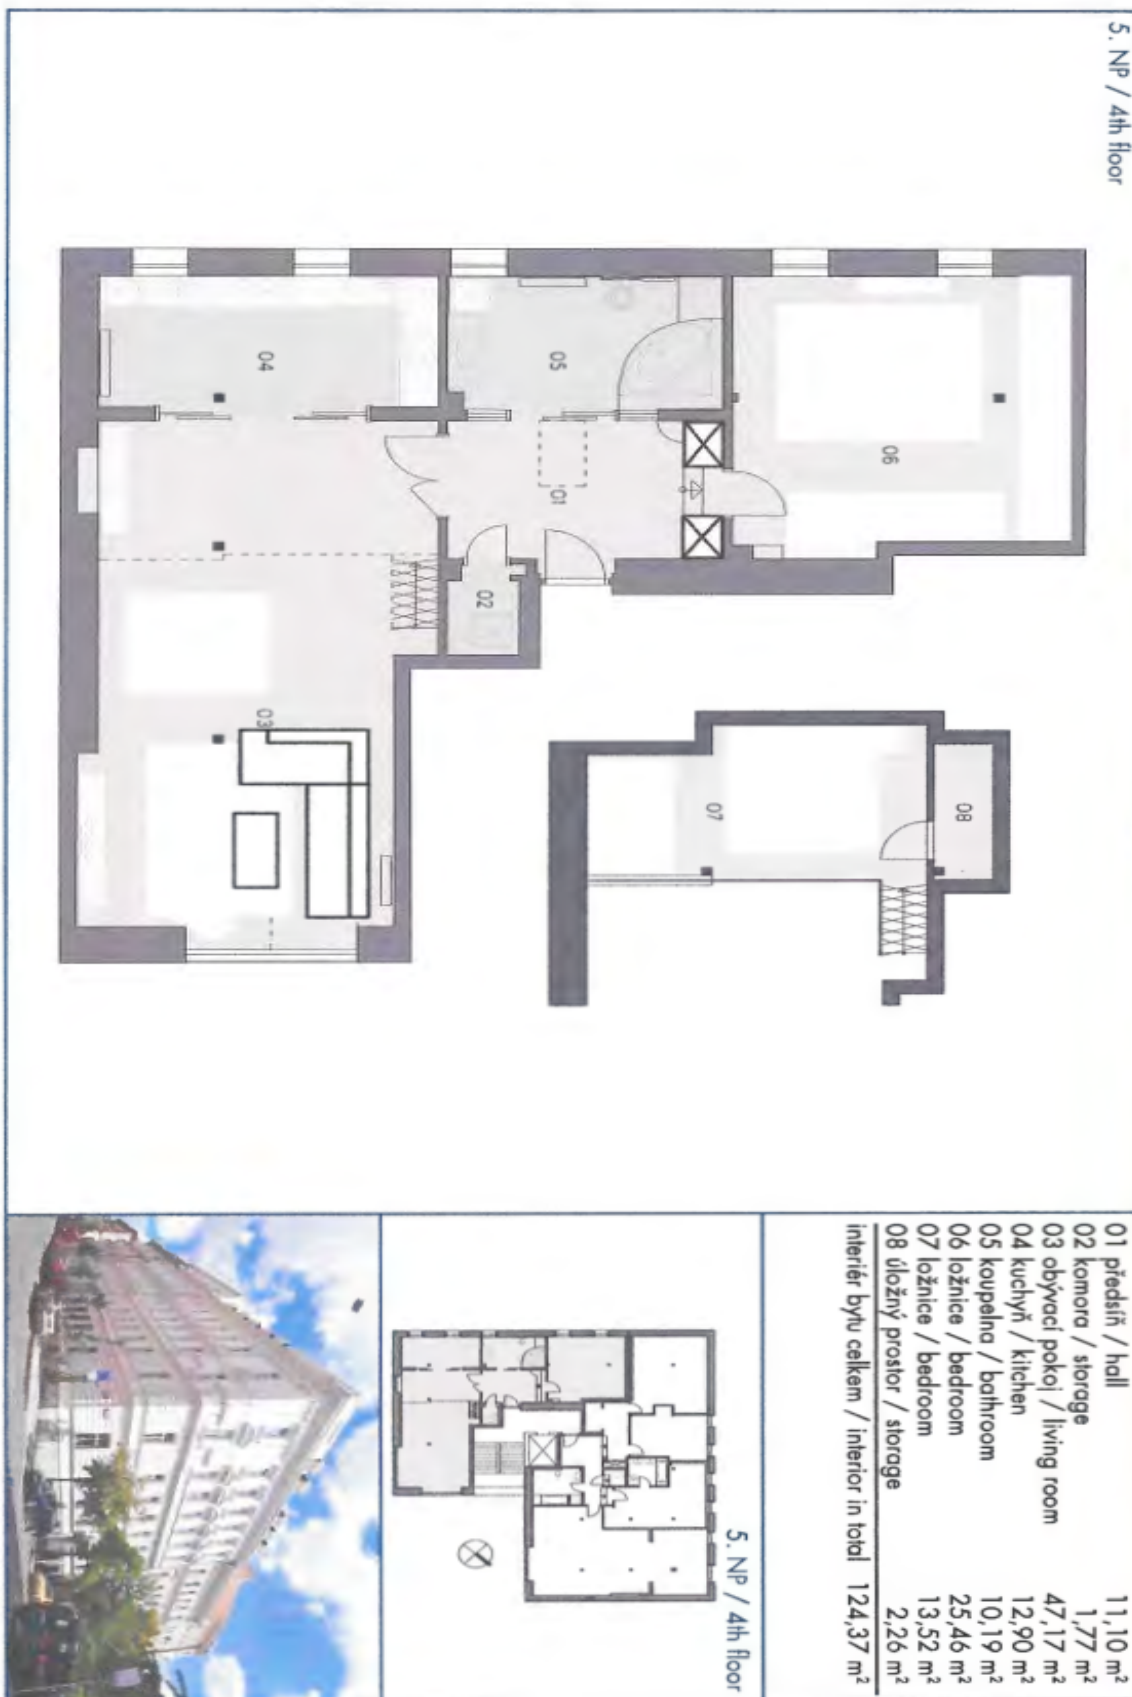 5. NP / 4th floor
06
05
04
01
02
03
08
07
01 předsíň / hall 11,10 m²
02 komora / storage 1,77 m²
03 obývací pokoj / living room 47,17 m²
04 kuchyň / kitchen 12,90 m²
05 koupelna / bathroom 10,19 m²
06 ložnice / bedroom 25,46 m²
07 ložnice / bedroom 13,52 m²
08 úložný prostor / storage 2,26 m²
interiér bytu celkem / interior in total 124,37 m²
5. NP / 4th floor